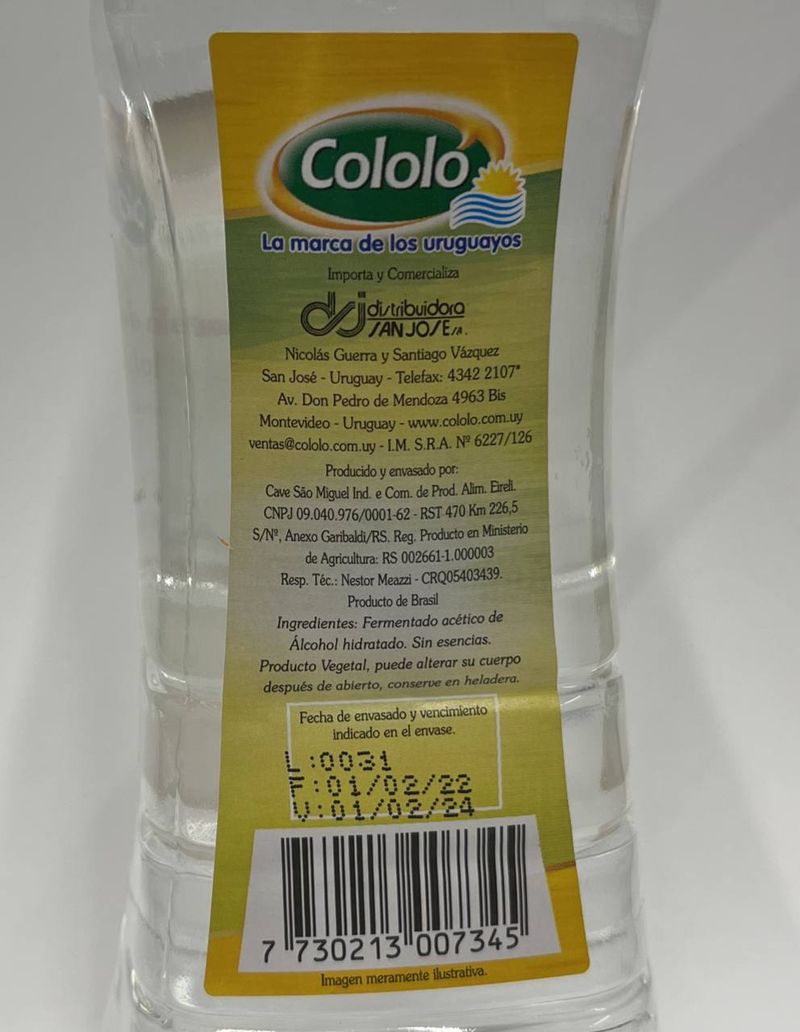 Cololó
La marca de los uruguayos
Importa y Comercializa
dsj distribuidora
SAN JOSE S.A.
Nicolás Guerra y Santiago Vázquez
San José - Uruguay - Telefax: 4342 2107*
Av. Don Pedro de Mendoza 4963 Bis
Montevideo - Uruguay - www.cololo.com.uy
ventas@cololo.com.uy - I.M. S.R.A. Nº 6227/126
Producido y envasado por:
Cave São Miguel Ind. e Com. de Prod. Alim. Eireli.
CNPJ 09.040.976/0001-62 - RST 470 Km 226,5
S/Nº, Anexo Garibaldi/RS. Reg. Producto en Ministerio
de Agricultura: RS 002661-1.000003
Resp. Téc.: Nestor Meazzi - CRQ05403439.
Producto de Brasil
Ingredientes: Fermentado acético de
Álcohol hidratado. Sin esencias.
Producto Vegetal, puede alterar su cuerpo
después de abierto, conserve en heladera.
Fecha de envasado y vencimiento
indicado en el envase.
L:0031
F:01/02/22
V:01/02/24
7 730213 007345
Imagen meramente ilustrativa.